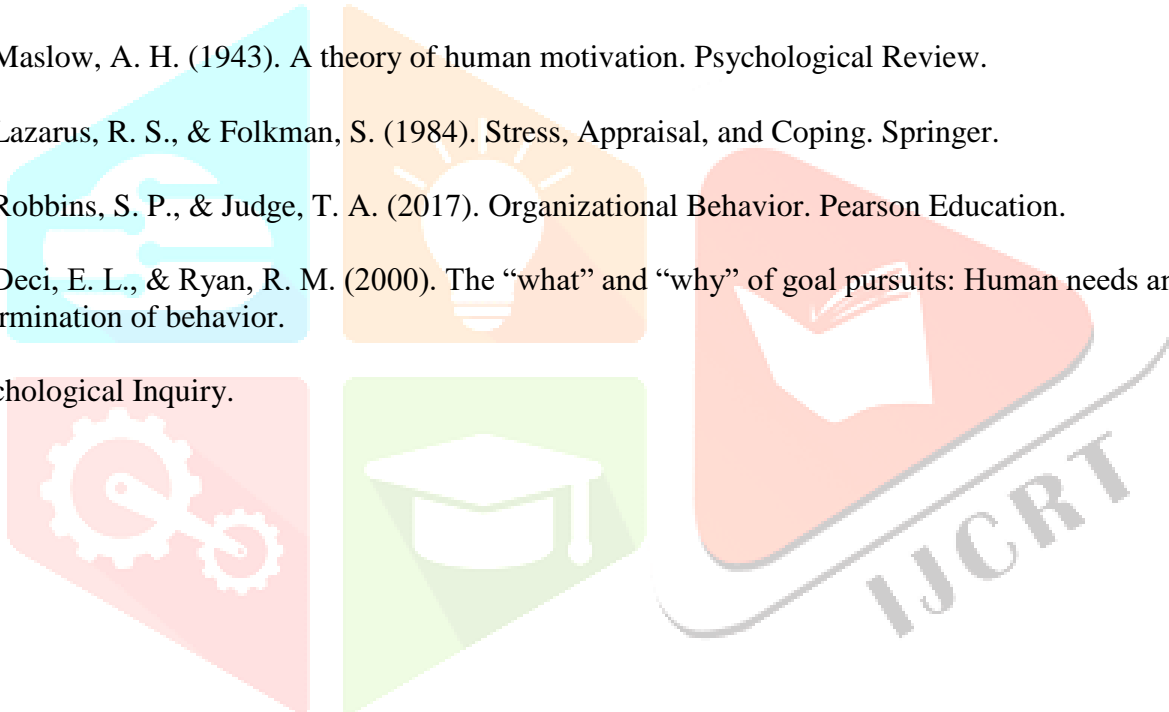 Maslow, A. H. (1943). A theory of human motivation. Psychological Review.
Lazarus, R. S., & Folkman, S. (1984). Stress, Appraisal, and Coping. Springer.
Robbins, S. P., & Judge, T. A. (2017). Organizational Behavior. Pearson Education.
Deci, E. L., & Ryan, R. M. (2000). The “what” and “why” of goal pursuits: Human needs an
rmination of behavior.
chological Inquiry.
IJCRT